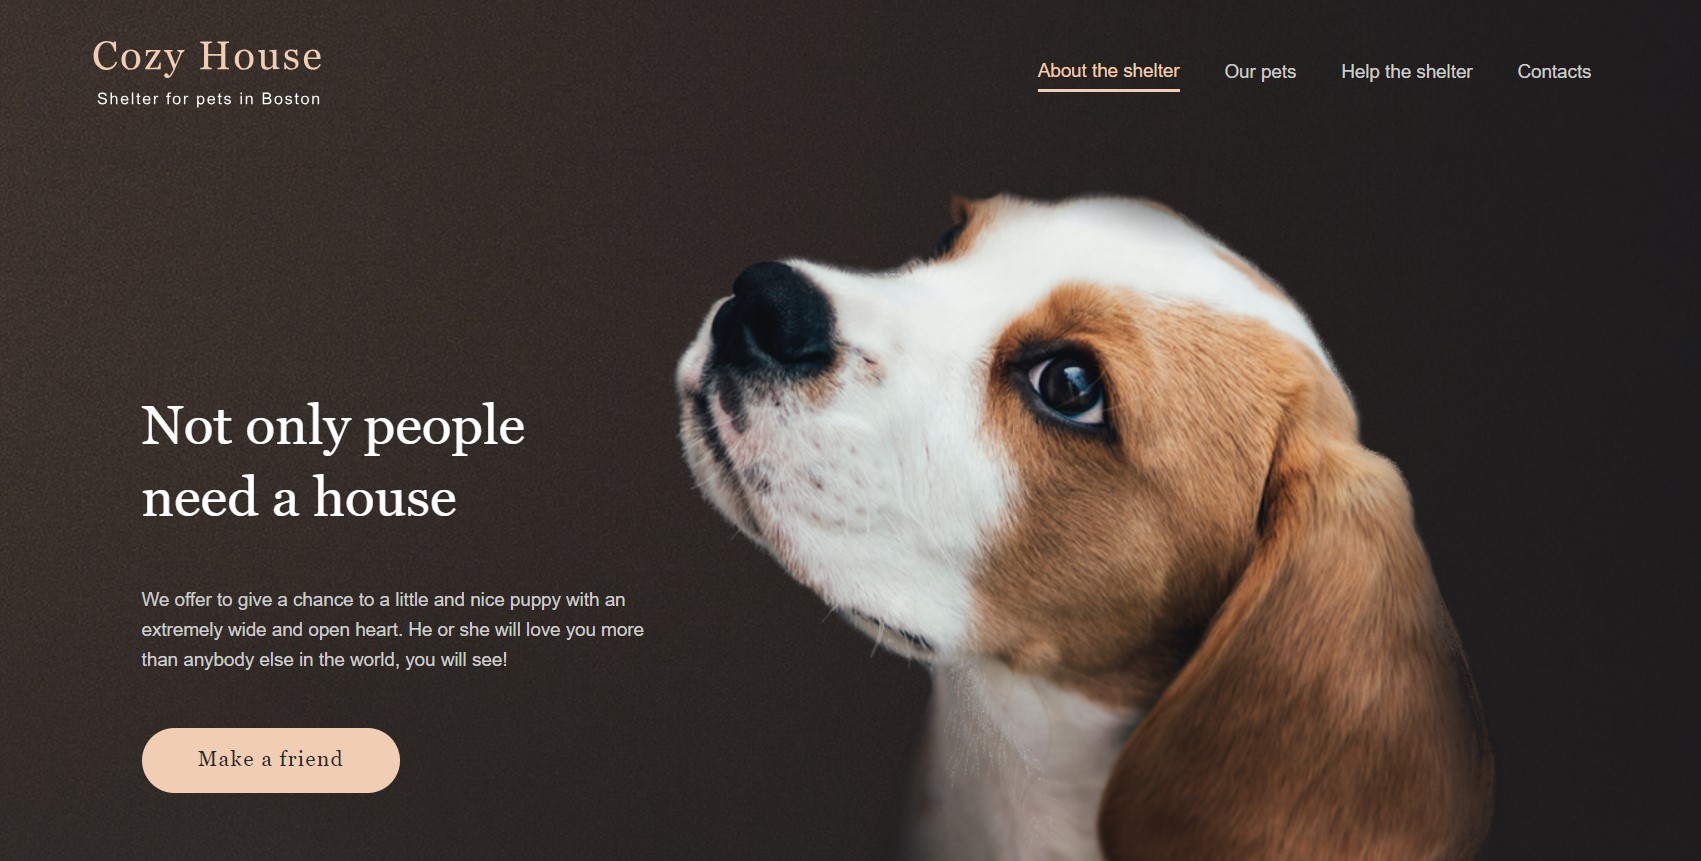 Cozy House
Shelter for pets in Boston
About the shelter
Our pets
Help the shelter
Contacts
Not only people
need a house
We offer to give a chance to a little and nice puppy with an
extremely wide and open heart. He or she will love you more
than anybody else in the world, you will see!
Make a friend